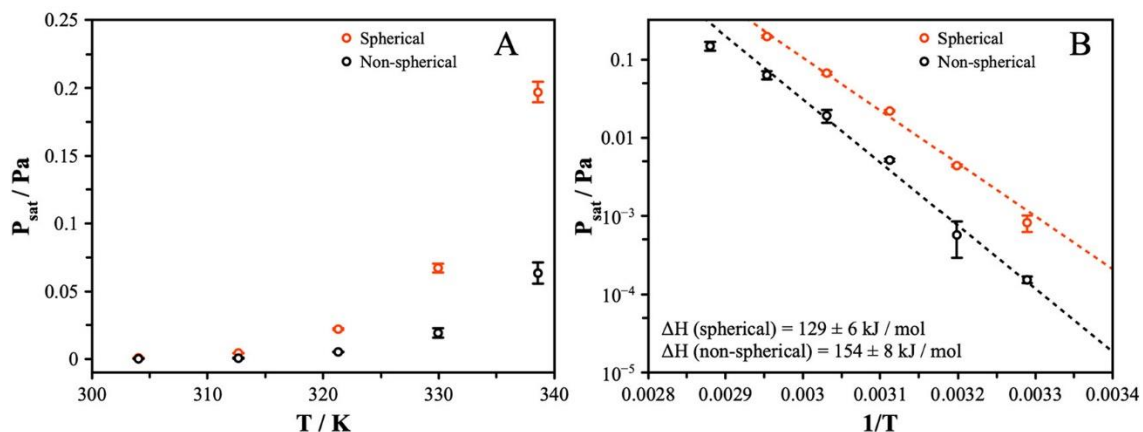 A
Spherical
Non-spherical
0.25
0.2
0.15
0.1
0.05
0
P_sat / Pa
300
310
320
330
340
T / K
B
Spherical
Non-spherical
0.1
0.01
10⁻³
10⁻⁴
10⁻⁵
P_sat / Pa
ΔH (spherical) = 129 ± 6 kJ / mol
ΔH (non-spherical) = 154 ± 8 kJ / mol
0.0028
0.0029
0.003
0.0031
0.0032
0.0033
0.0034
1/T